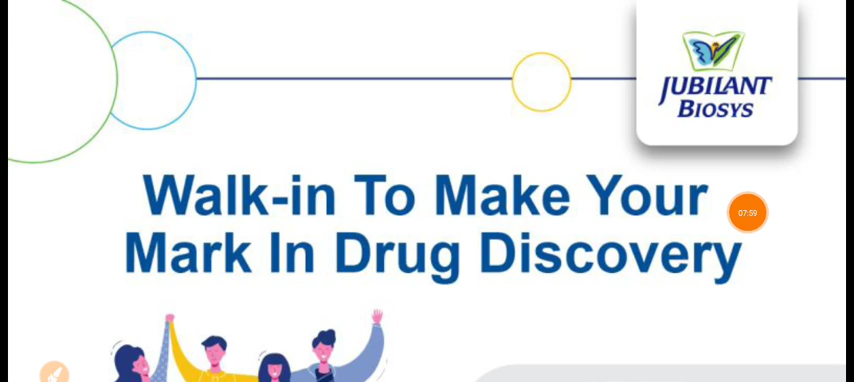 JUBILANT
BIOSYS
Walk-in To Make Your
07:59
Mark In Drug Discovery